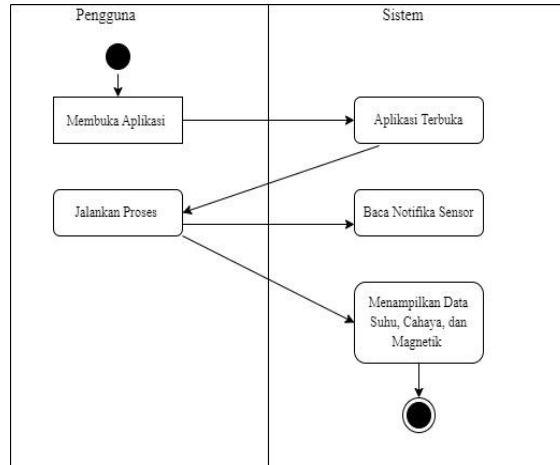 Pengguna
Sistem
Membuka Aplikasi
Aplikasi Terbuka
Jalankan Proses
Baca Notifika Sensor
Menampilkan Data
Suhu, Cahaya, dan
Magnetik